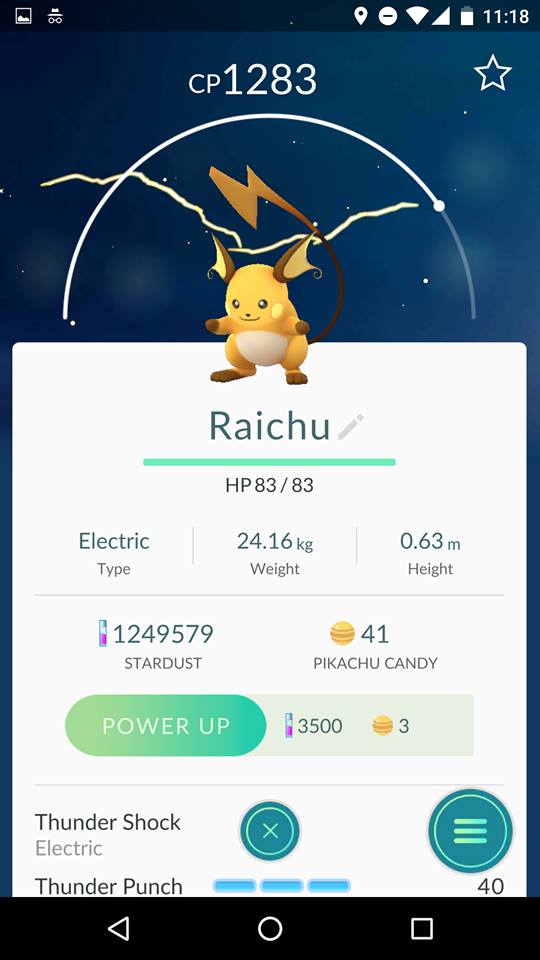 11:18
CP1283
Raichu
HP 83 / 83
Electric 24.16 kg 0.63 m
Type Weight Height
1249579 41
STARDUST PIKACHU CANDY
POWER UP 3500 3
Thunder Shock
Electric
Thunder Punch 40